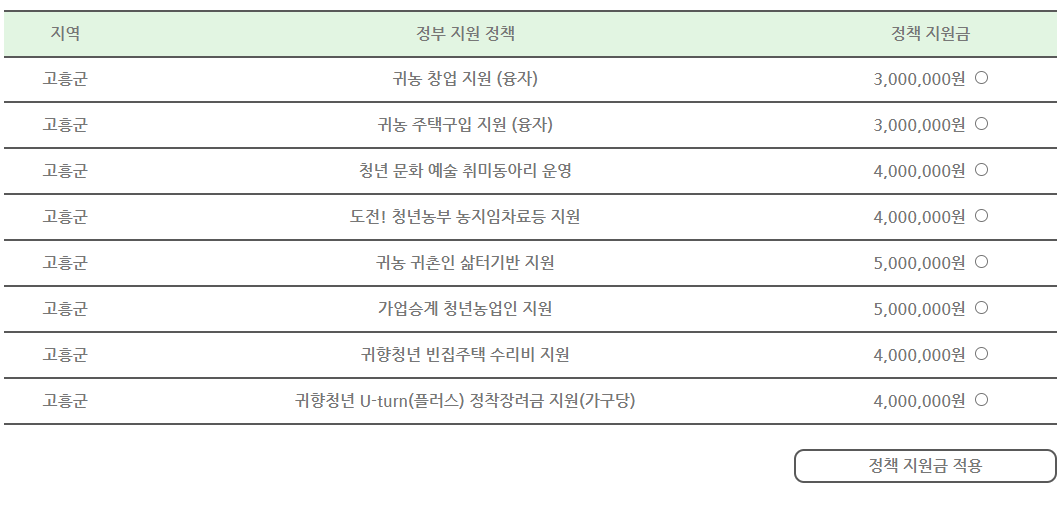 지역 정부 지원 정책 정책 지원금
고흥군 귀농 창업 지원 (융자) 3,000,000원
고흥군 귀농 주택구입 지원 (융자) 3,000,000원
고흥군 청년 문화 예술 취미동아리 운영 4,000,000원
고흥군 도전! 청년농부 농지임차료등 지원 4,000,000원
고흥군 귀농 귀촌인 삶터기반 지원 5,000,000원
고흥군 가업승계 청년농업인 지원 5,000,000원
고흥군 귀향청년 빈집주택 수리비 지원 4,000,000원
고흥군 귀향청년 U-turn(플러스) 정착장려금 지원(가구당) 4,000,000원
정책 지원금 적용